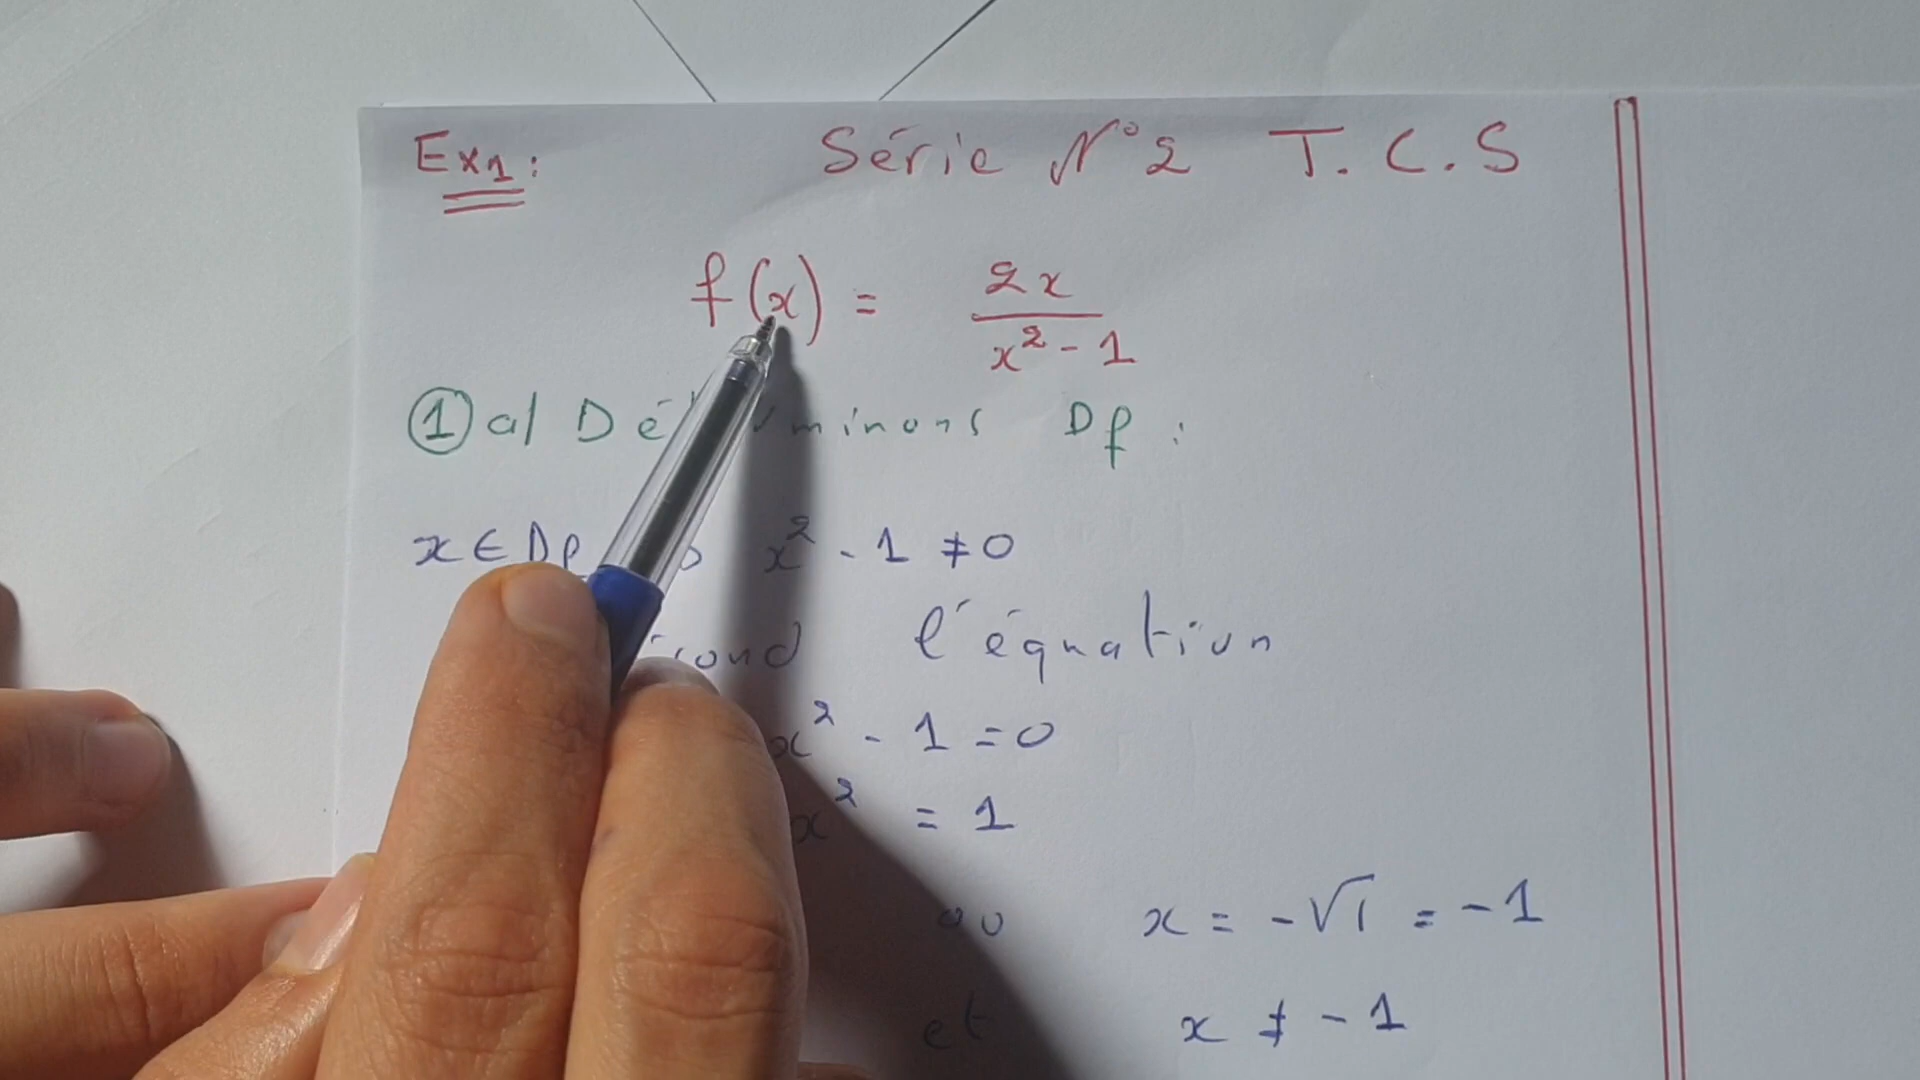 Ex1: Série N°2 T.C.S
f(x) = 2x / x² - 1
① a/ Dé minons Df :
x ∈ Df x² - 1 ≠ 0
l'équation
x² - 1 = 0
x² = 1
ou x = -√1 = -1
et x ≠ -1